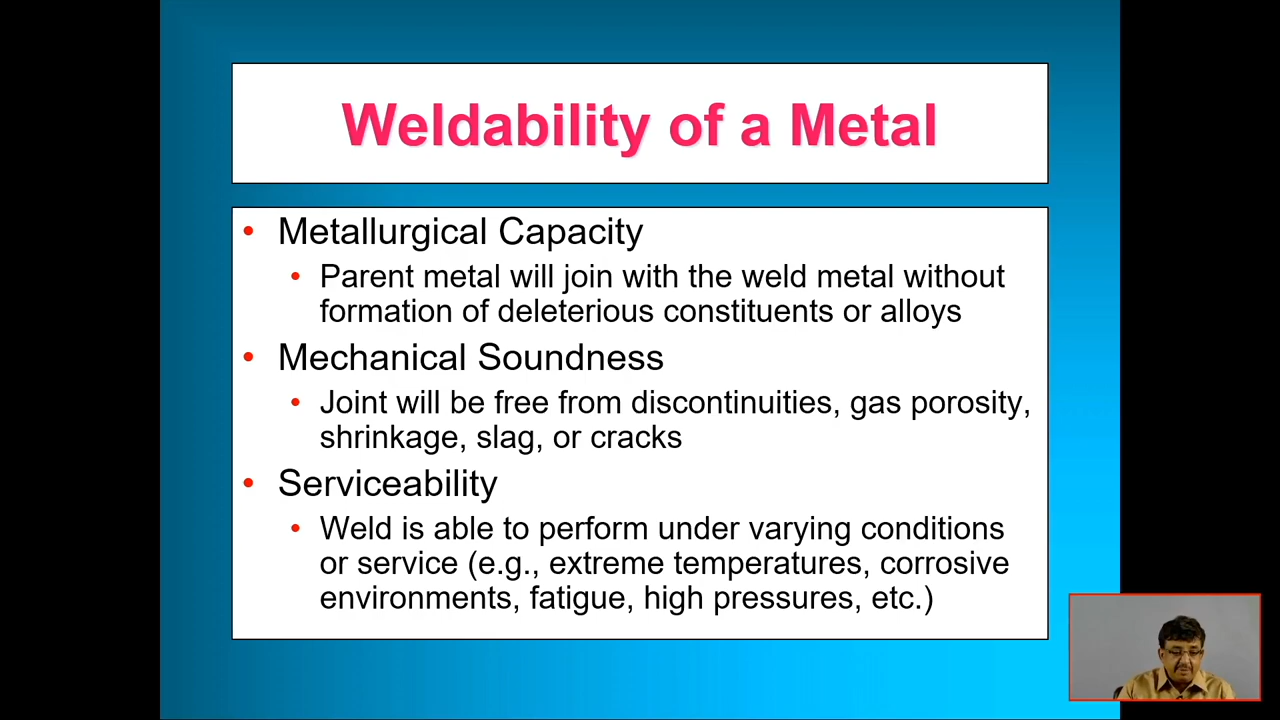 Weldability of a Metal
• Metallurgical Capacity
• Parent metal will join with the weld metal without
formation of deleterious constituents or alloys
• Mechanical Soundness
• Joint will be free from discontinuities, gas porosity,
shrinkage, slag, or cracks
• Serviceability
• Weld is able to perform under varying conditions
or service (e.g., extreme temperatures, corrosive
environments, fatigue, high pressures, etc.)